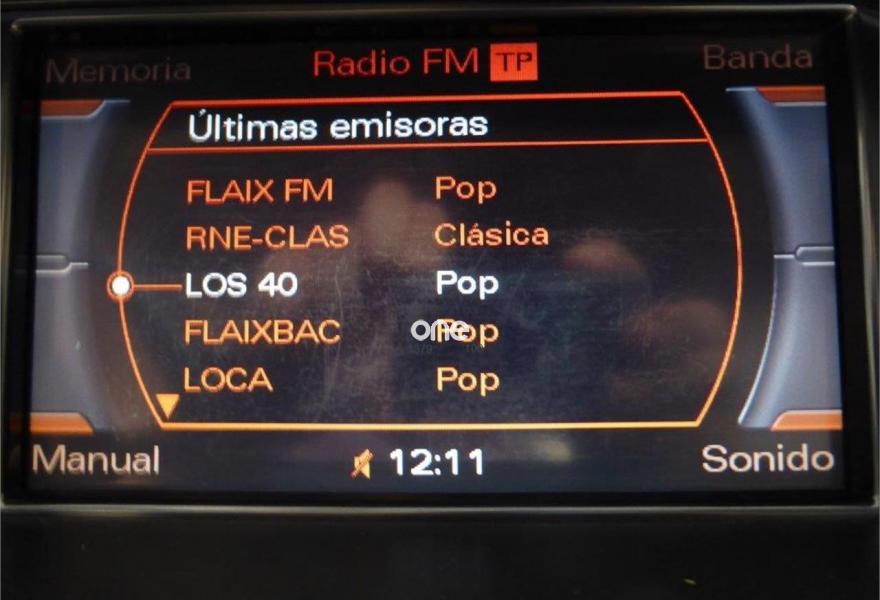 Memoria Radio FM TP Banda
Últimas emisoras
FLAIX FM Pop
RNE-CLAS Clásica
LOS 40 Pop
FLAIXBAC Pop
LOCA Pop
one
Manual 12:11 Sonido